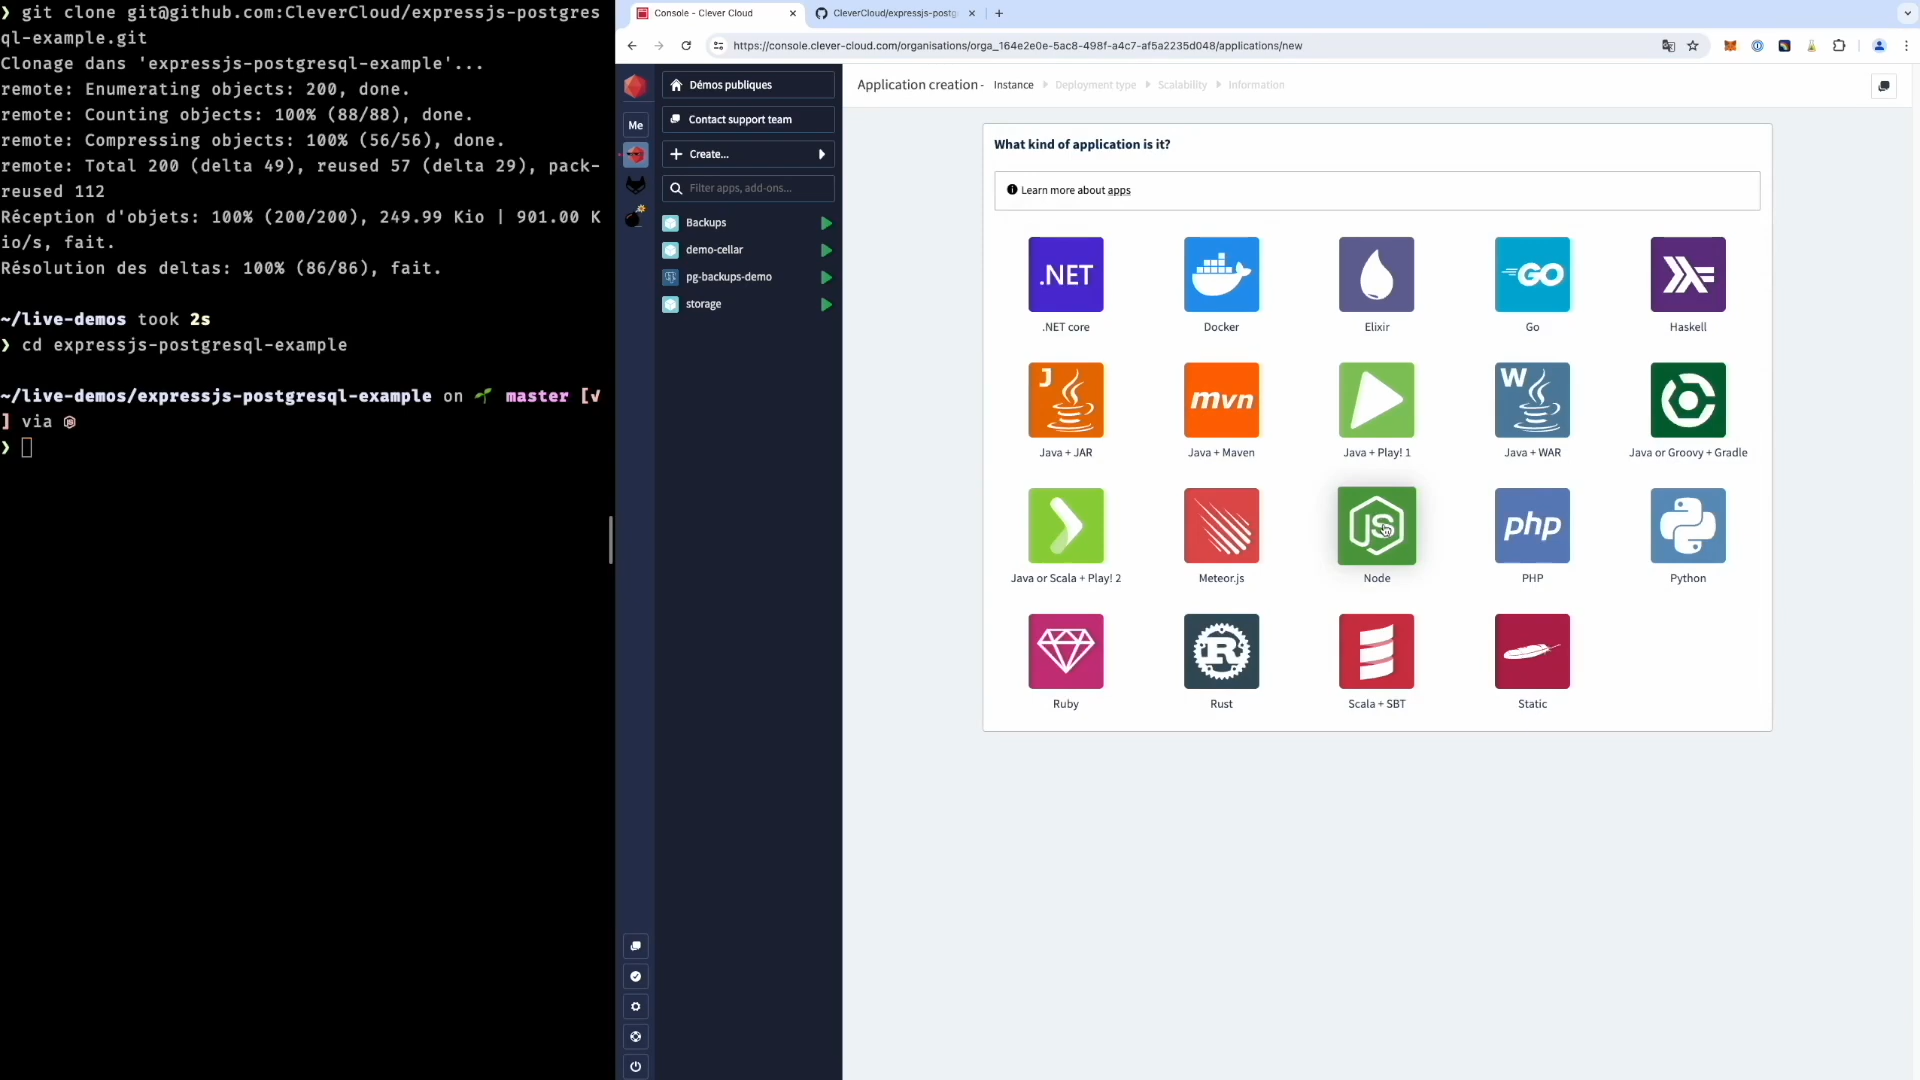 ❯ git clone git@github.com:CleverCloud/expressjs-postgres
ql-example.git
Clonage dans 'expressjs-postgresql-example'...
remote: Enumerating objects: 200, done.
remote: Counting objects: 100% (88/88), done.
remote: Compressing objects: 100% (56/56), done.
remote: Total 200 (delta 49), reused 57 (delta 29), pack-
reused 112
Réception d'objets: 100% (200/200), 249.99 Kio | 901.00 K
io/s, fait.
Résolution des deltas: 100% (86/86), fait.
~/live-demos took 2s
❯ cd expressjs-postgresql-example
~/live-demos/expressjs-postgresql-example on master [√
] via
❯
Console - Clever Cloud
CleverCloud/expressjs-postg
https://console.clever-cloud.com/organisations/orga_164e2e0e-5ac8-498f-a4c7-af5a2235d048/applications/new
Me
Démos publiques
Contact support team
Create...
Filter apps, add-ons...
Backups
demo-cellar
pg-backups-demo
storage
Application creation - Instance Deployment type Scalability Information
What kind of application is it?
Learn more about apps
.NET
GO
.NET core
Docker
Elixir
Go
Haskell
J
mvn
W
Java + JAR
Java + Maven
Java + Play! 1
Java + WAR
Java or Groovy + Gradle
JS
php
Java or Scala + Play! 2
Meteor.js
Node
PHP
Python
R
Ruby
Rust
Scala + SBT
Static